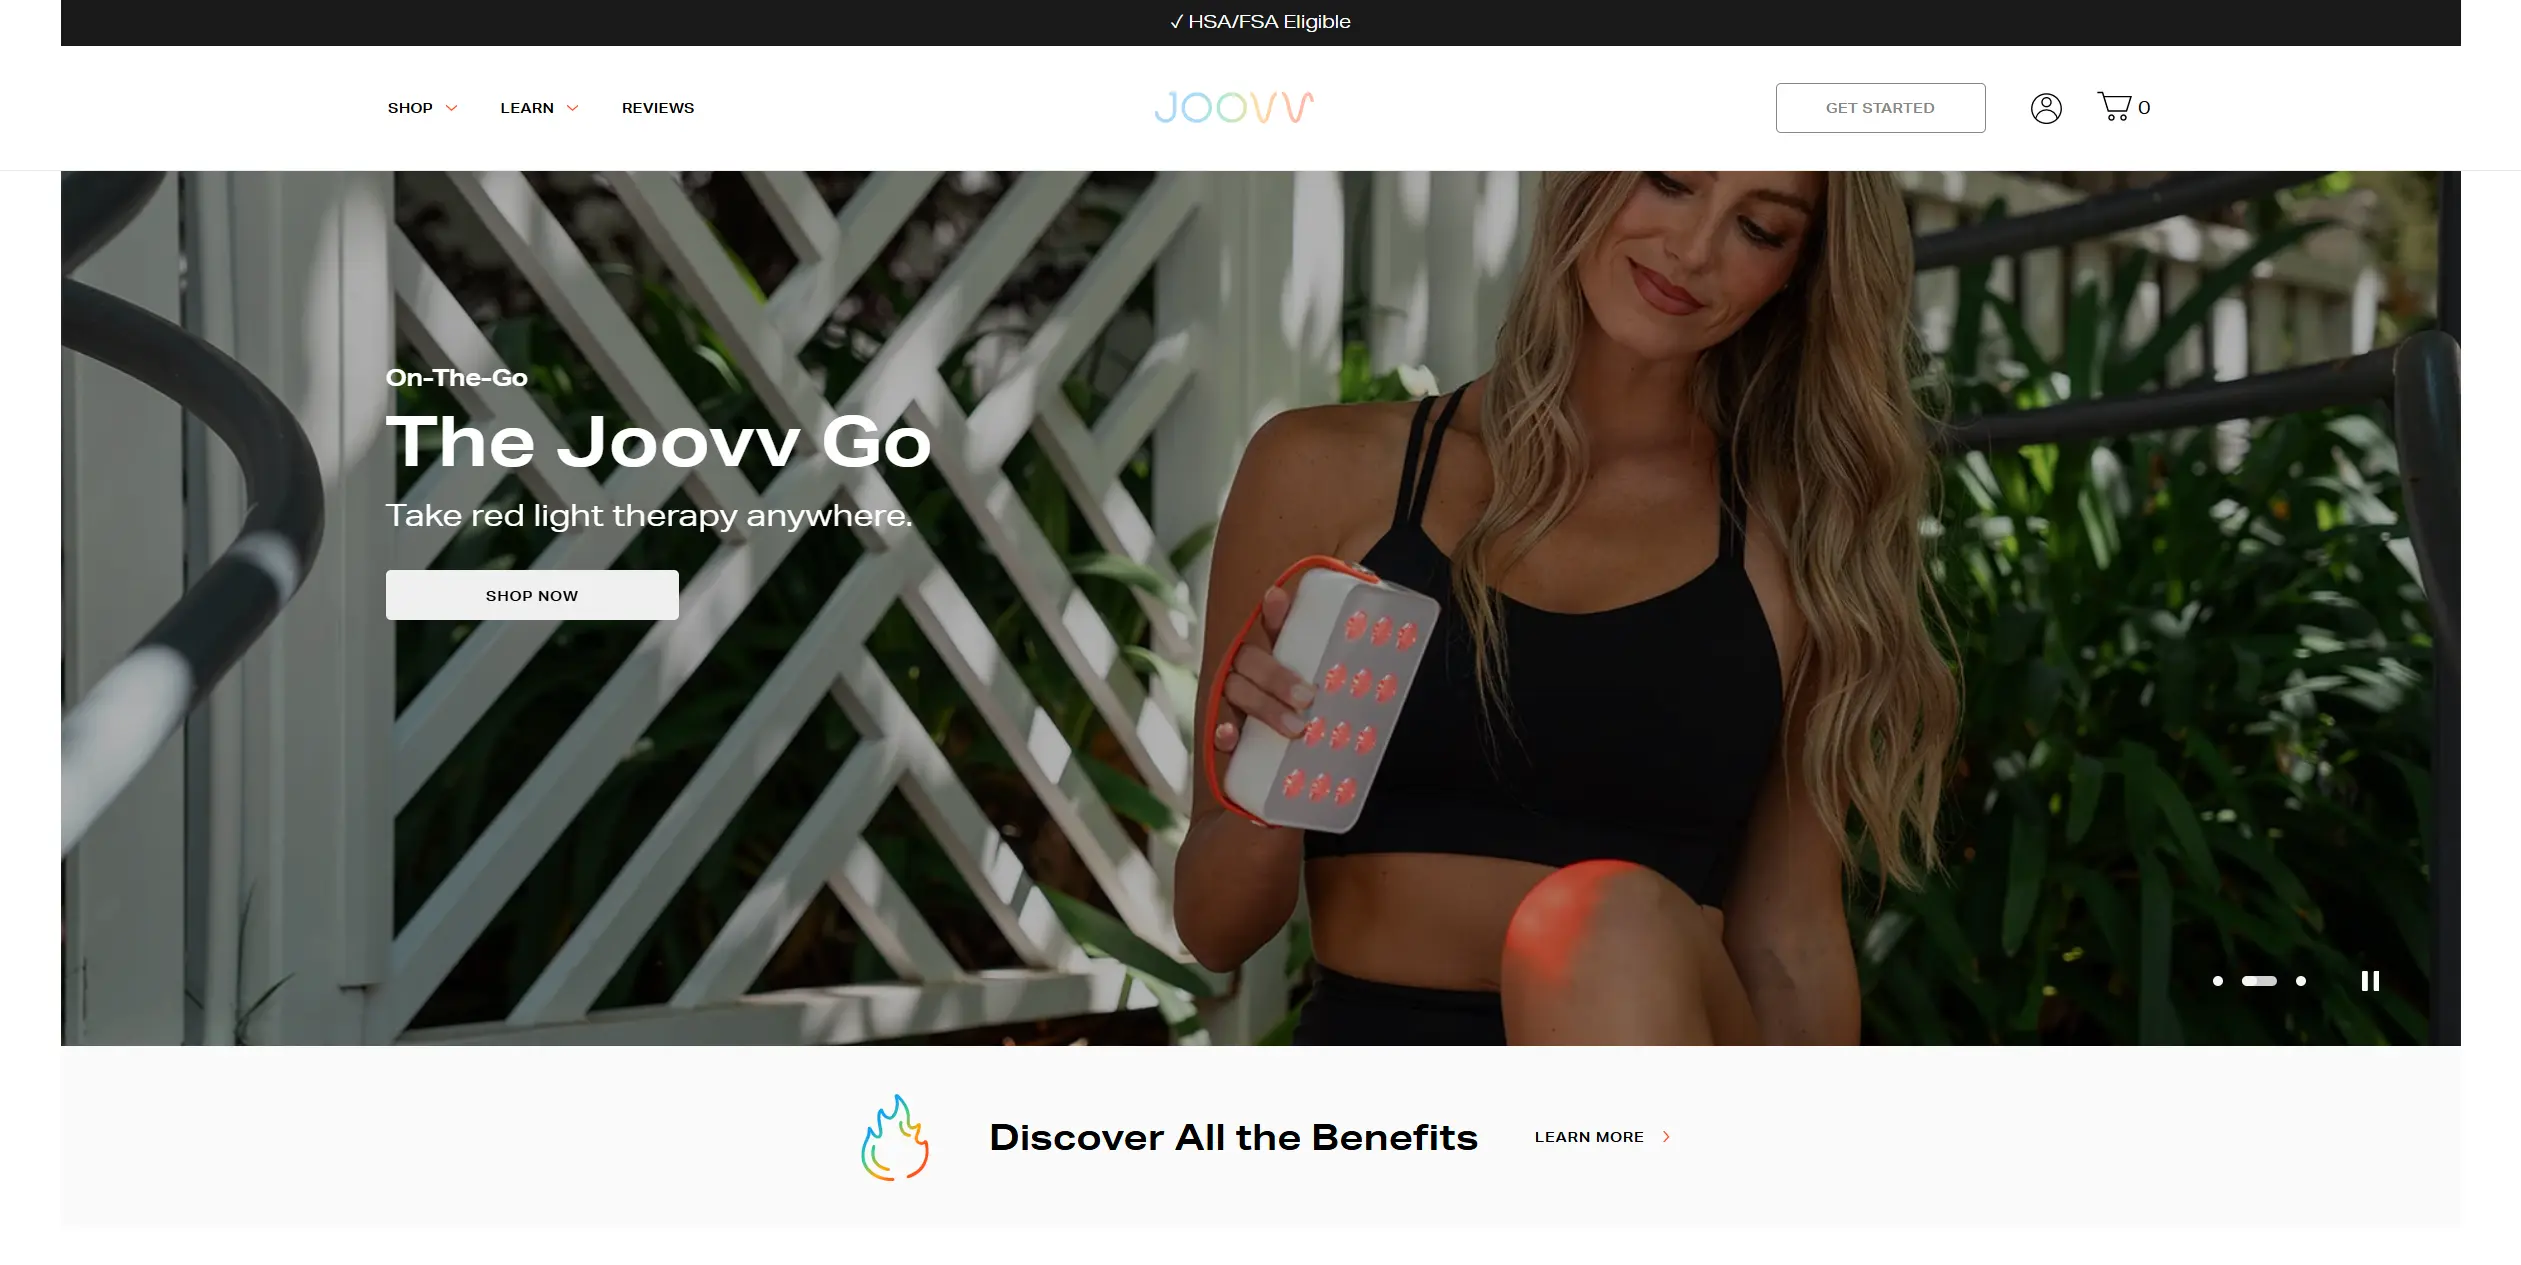 ✓ HSA/FSA Eligible
SHOP
LEARN
REVIEWS
JOOVV
GET STARTED
0
On-The-Go
The Joovv Go
Take red light therapy anywhere.
SHOP NOW
Discover All the Benefits
LEARN MORE